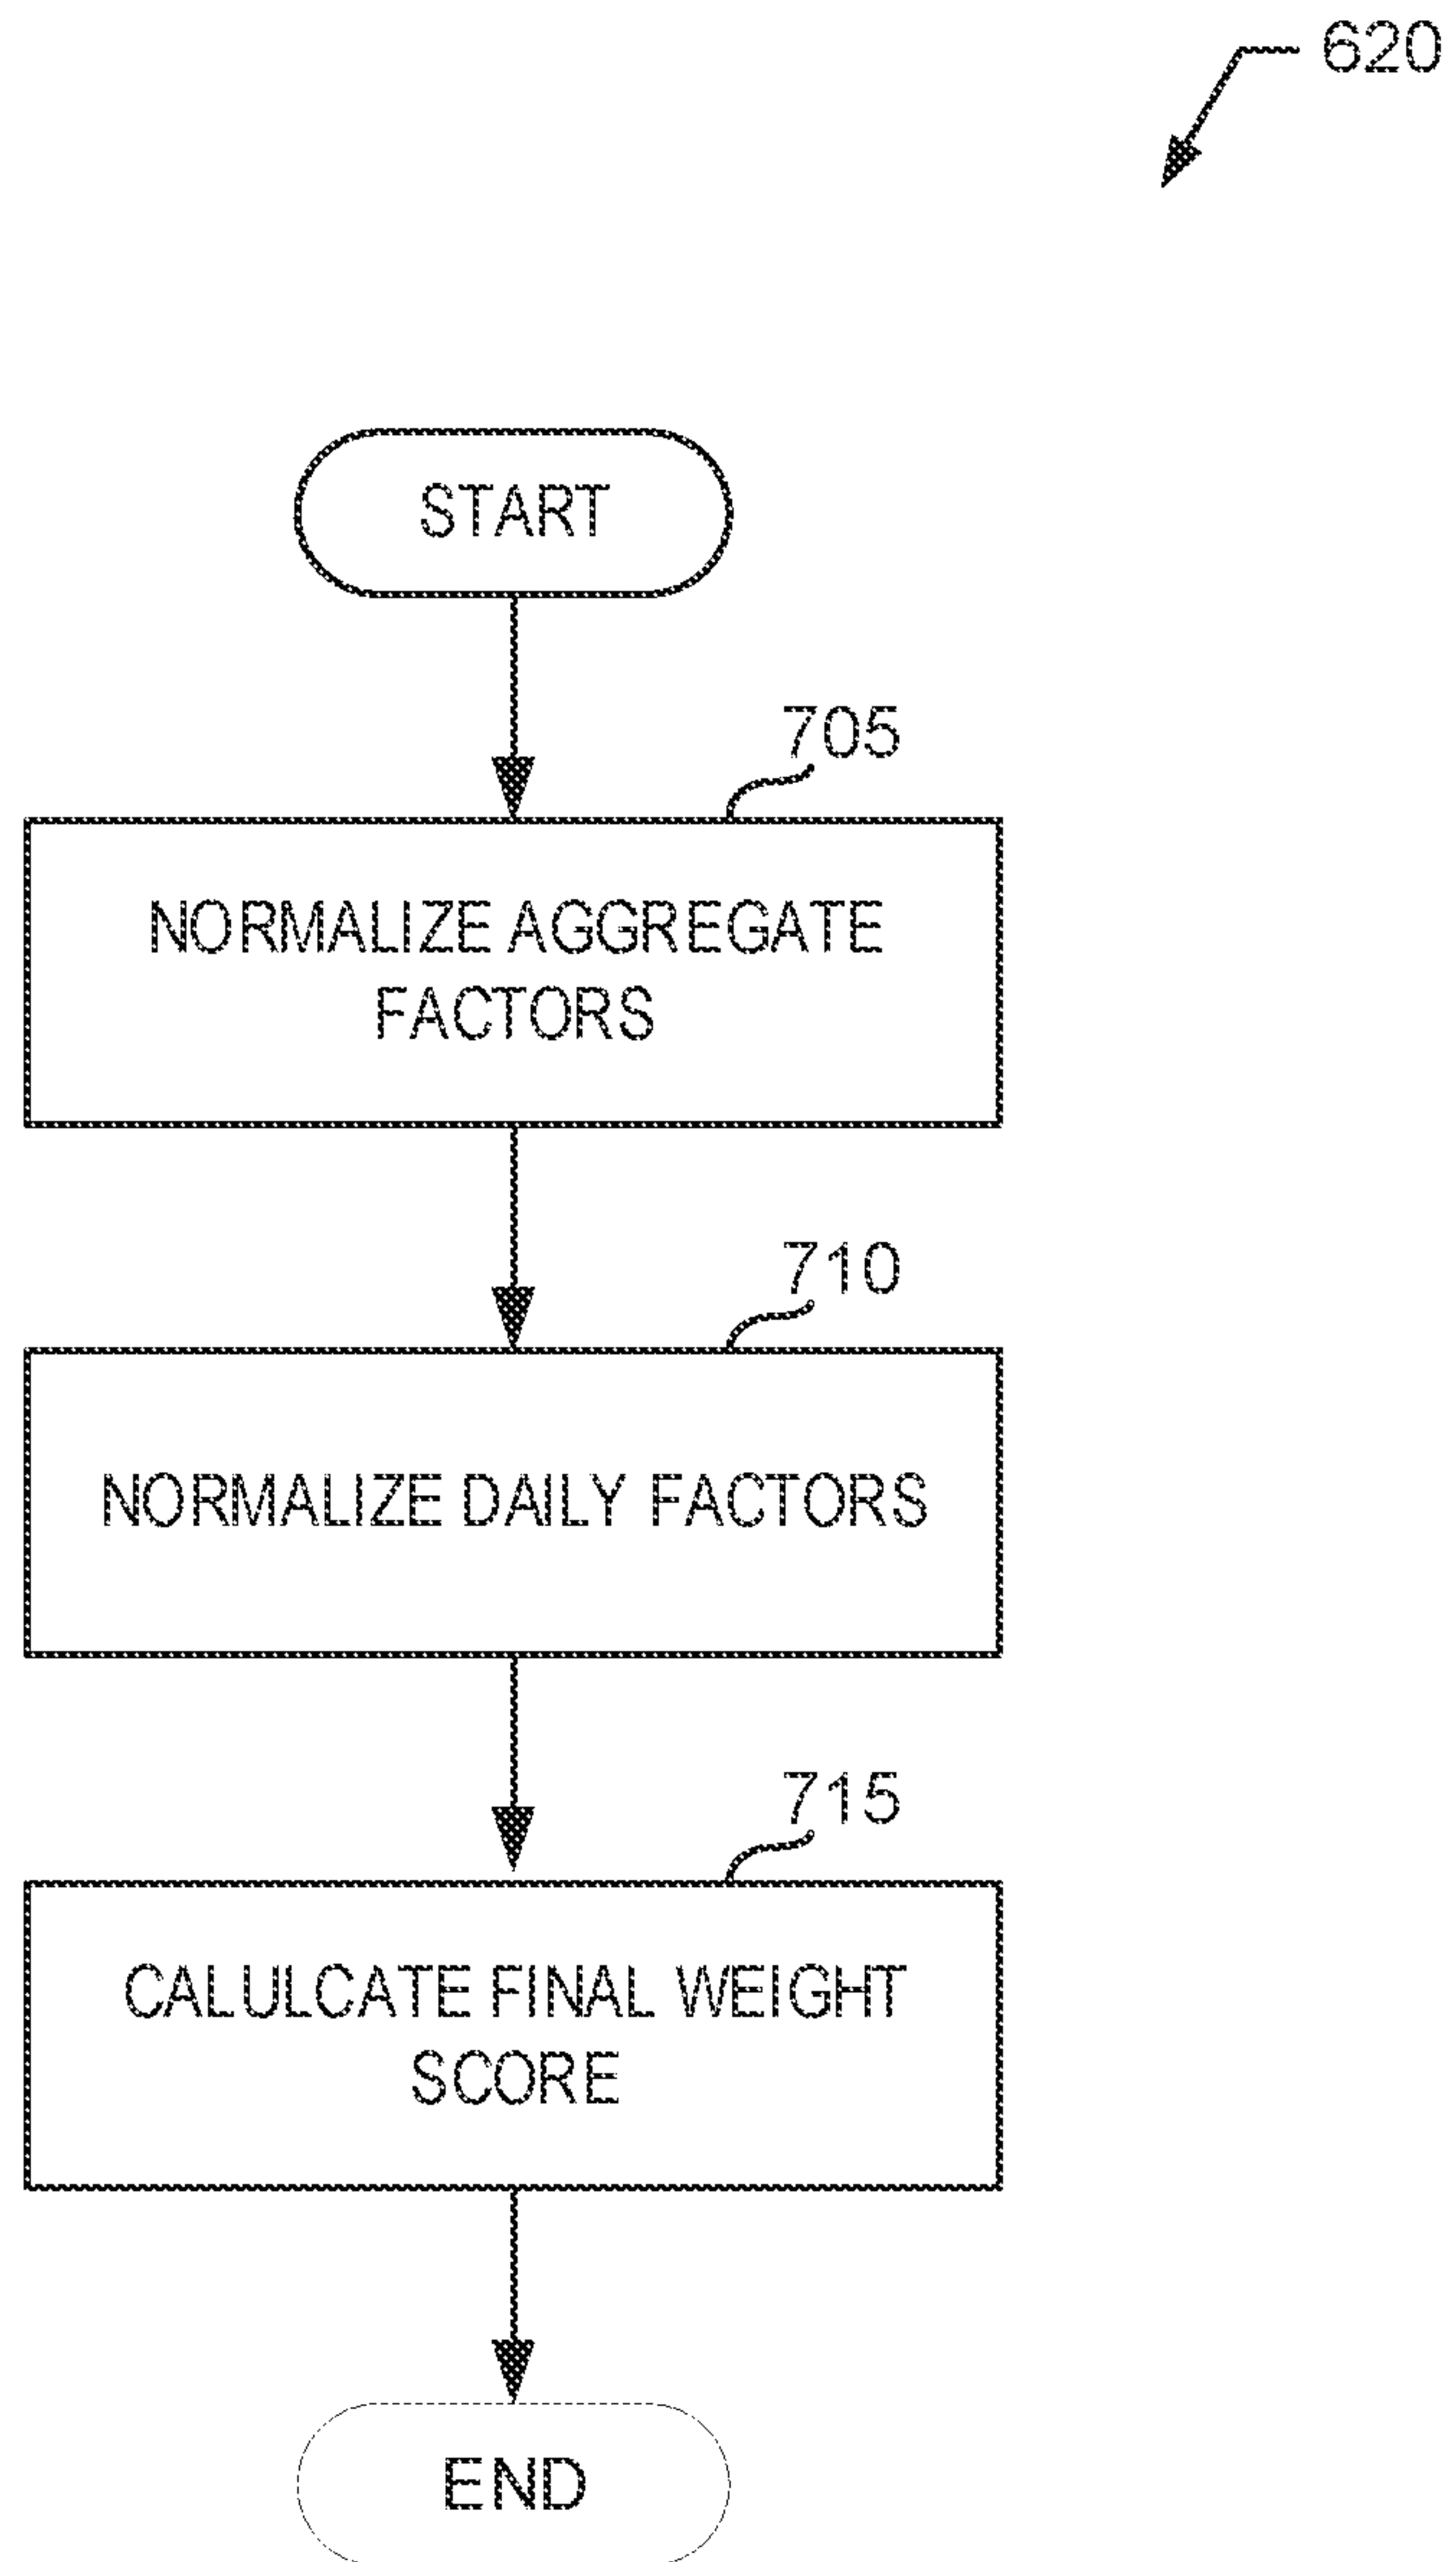 620
START
705
NORMALIZE AGGREGATE
FACTORS
710
NORMALIZE DAILY FACTORS
715
CALULCATE FINAL WEIGHT
SCORE
END